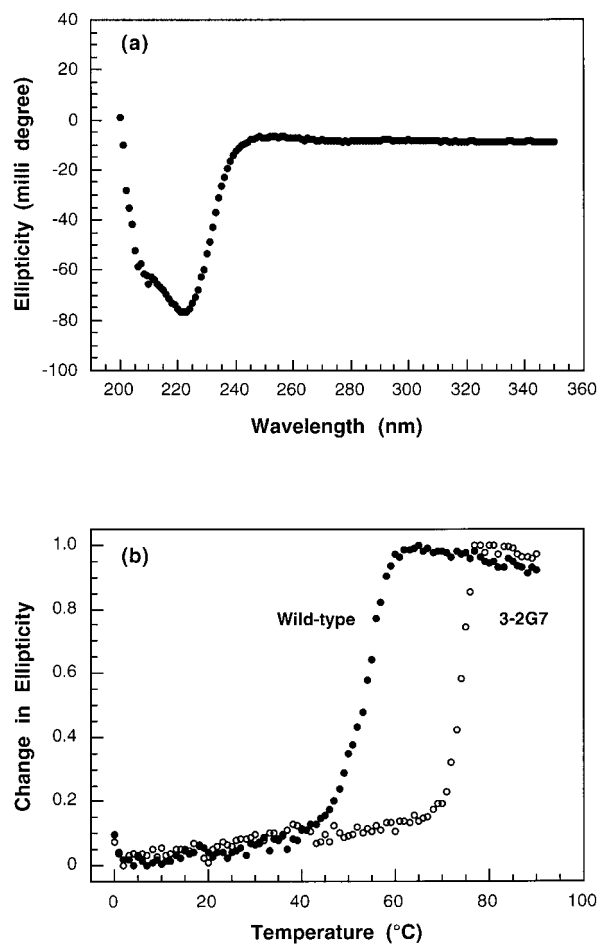 (a)
Ellipticity (milli degree)
40
20
0
-20
-40
-60
-80
-100
200 220 240 260 280 300 320 340 360
Wavelength (nm)
(b)
Change in Ellipticity
1.0
0.8
0.6
0.4
0.2
0
Wild-type 3-2G7
0 20 40 60 80 100
Temperature (°C)